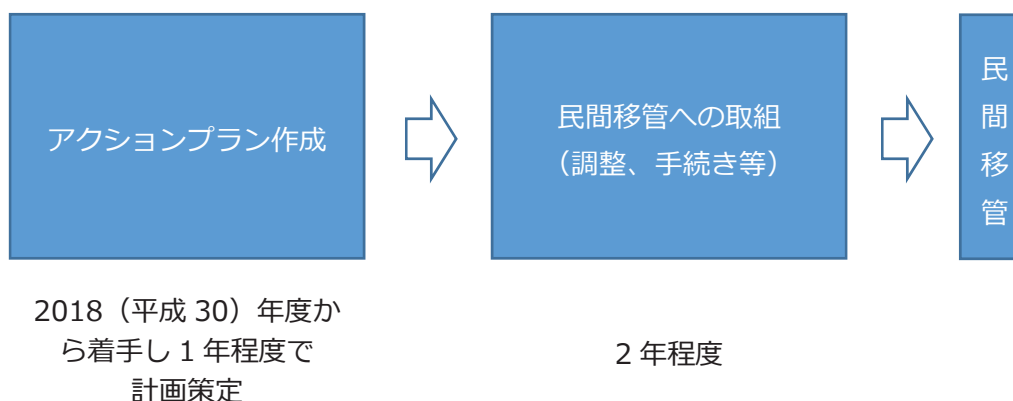 アクションプラン作成
民間移管への取組
(調整、手続き等)
民間移管
2018(平成 30)年度か
ら着手し 1 年程度で
計画策定
2 年程度